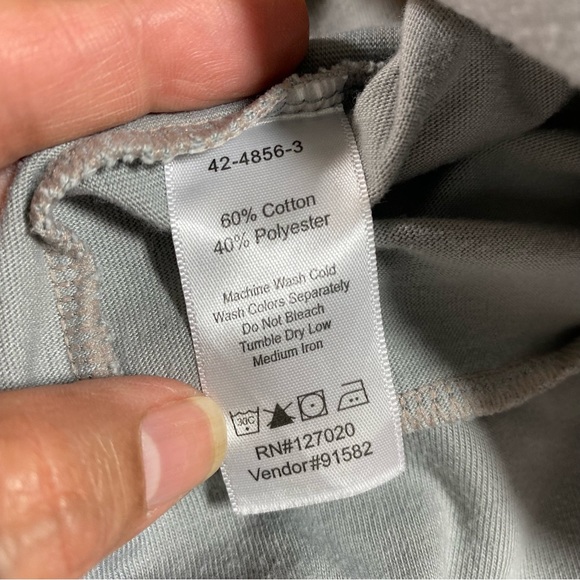 42-4856-3
60% Cotton
40% Polyester
Machine Wash Cold
Wash Colors Separately
Do Not Bleach
Tumble Dry Low
Medium Iron
30C
RN#127020
Vendor#91582